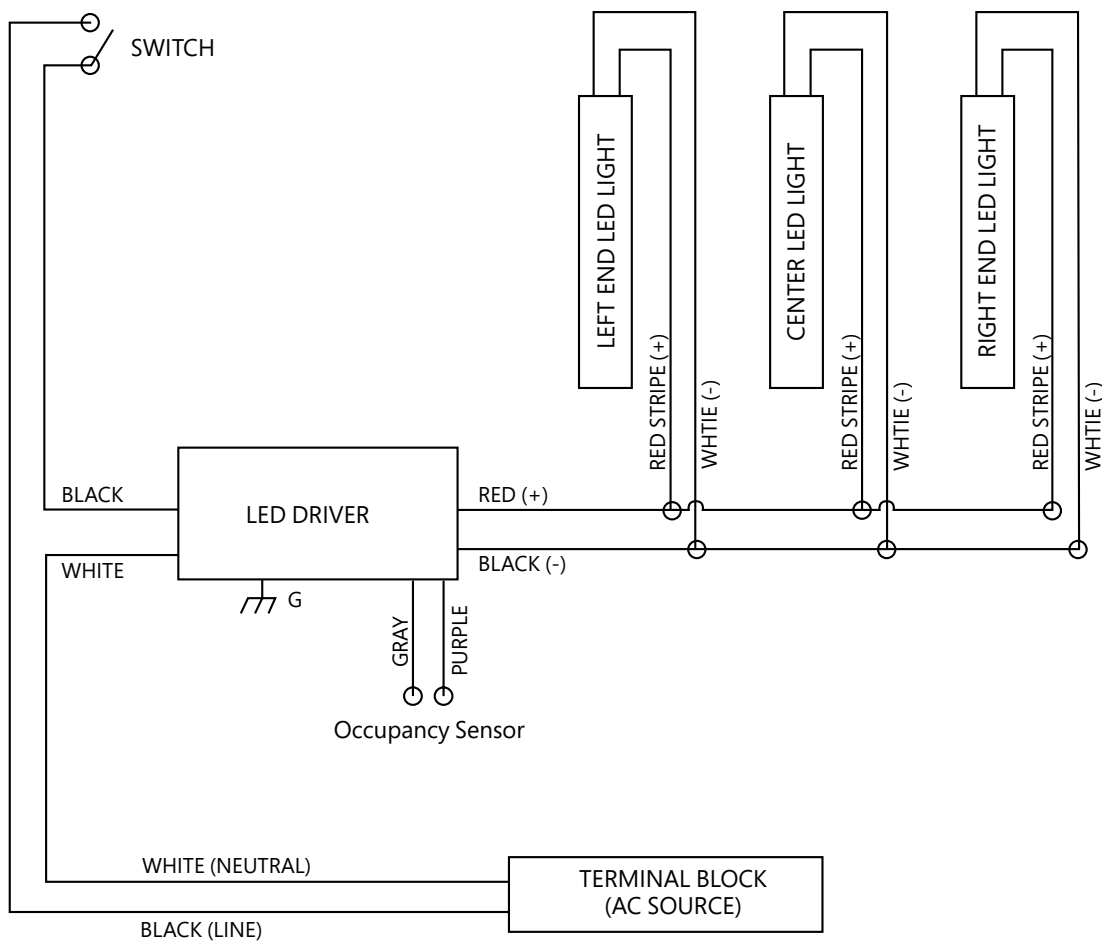 SWITCH
LEFT END LED LIGHT
CENTER LED LIGHT
RIGHT END LED LIGHT
RED STRIPE (+)
WHTIE (-)
RED STRIPE (+)
WHTIE (-)
RED STRIPE (+)
WHTIE (-)
BLACK
LED DRIVER
RED (+)
WHITE
BLACK (-)
G
GRAY
PURPLE
Occupancy Sensor
WHITE (NEUTRAL)
TERMINAL BLOCK
(AC SOURCE)
BLACK (LINE)